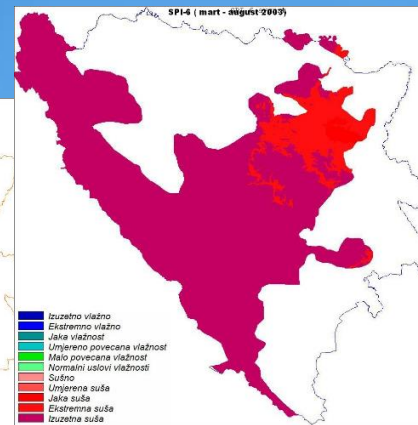 SPI-6 ( mart - august 2003)
Izuzetno vlažno
Ekstremno vlažno
Jaka vlažnost
Umjereno povecana vlažnost
Malo povecana vlažnost
Normalni uslovi vlažnosti
Sušno
Umjerena suša
Jaka suša
Ekstremna suša
Izuzetna suša